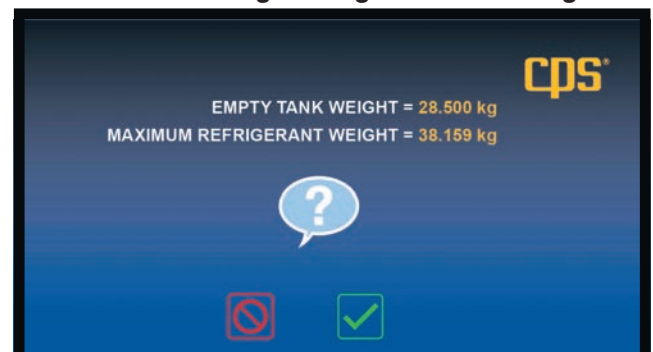 cps®
EMPTY TANK WEIGHT = 28.500 kg
MAXIMUM REFRIGERANT WEIGHT = 38.159 kg
?